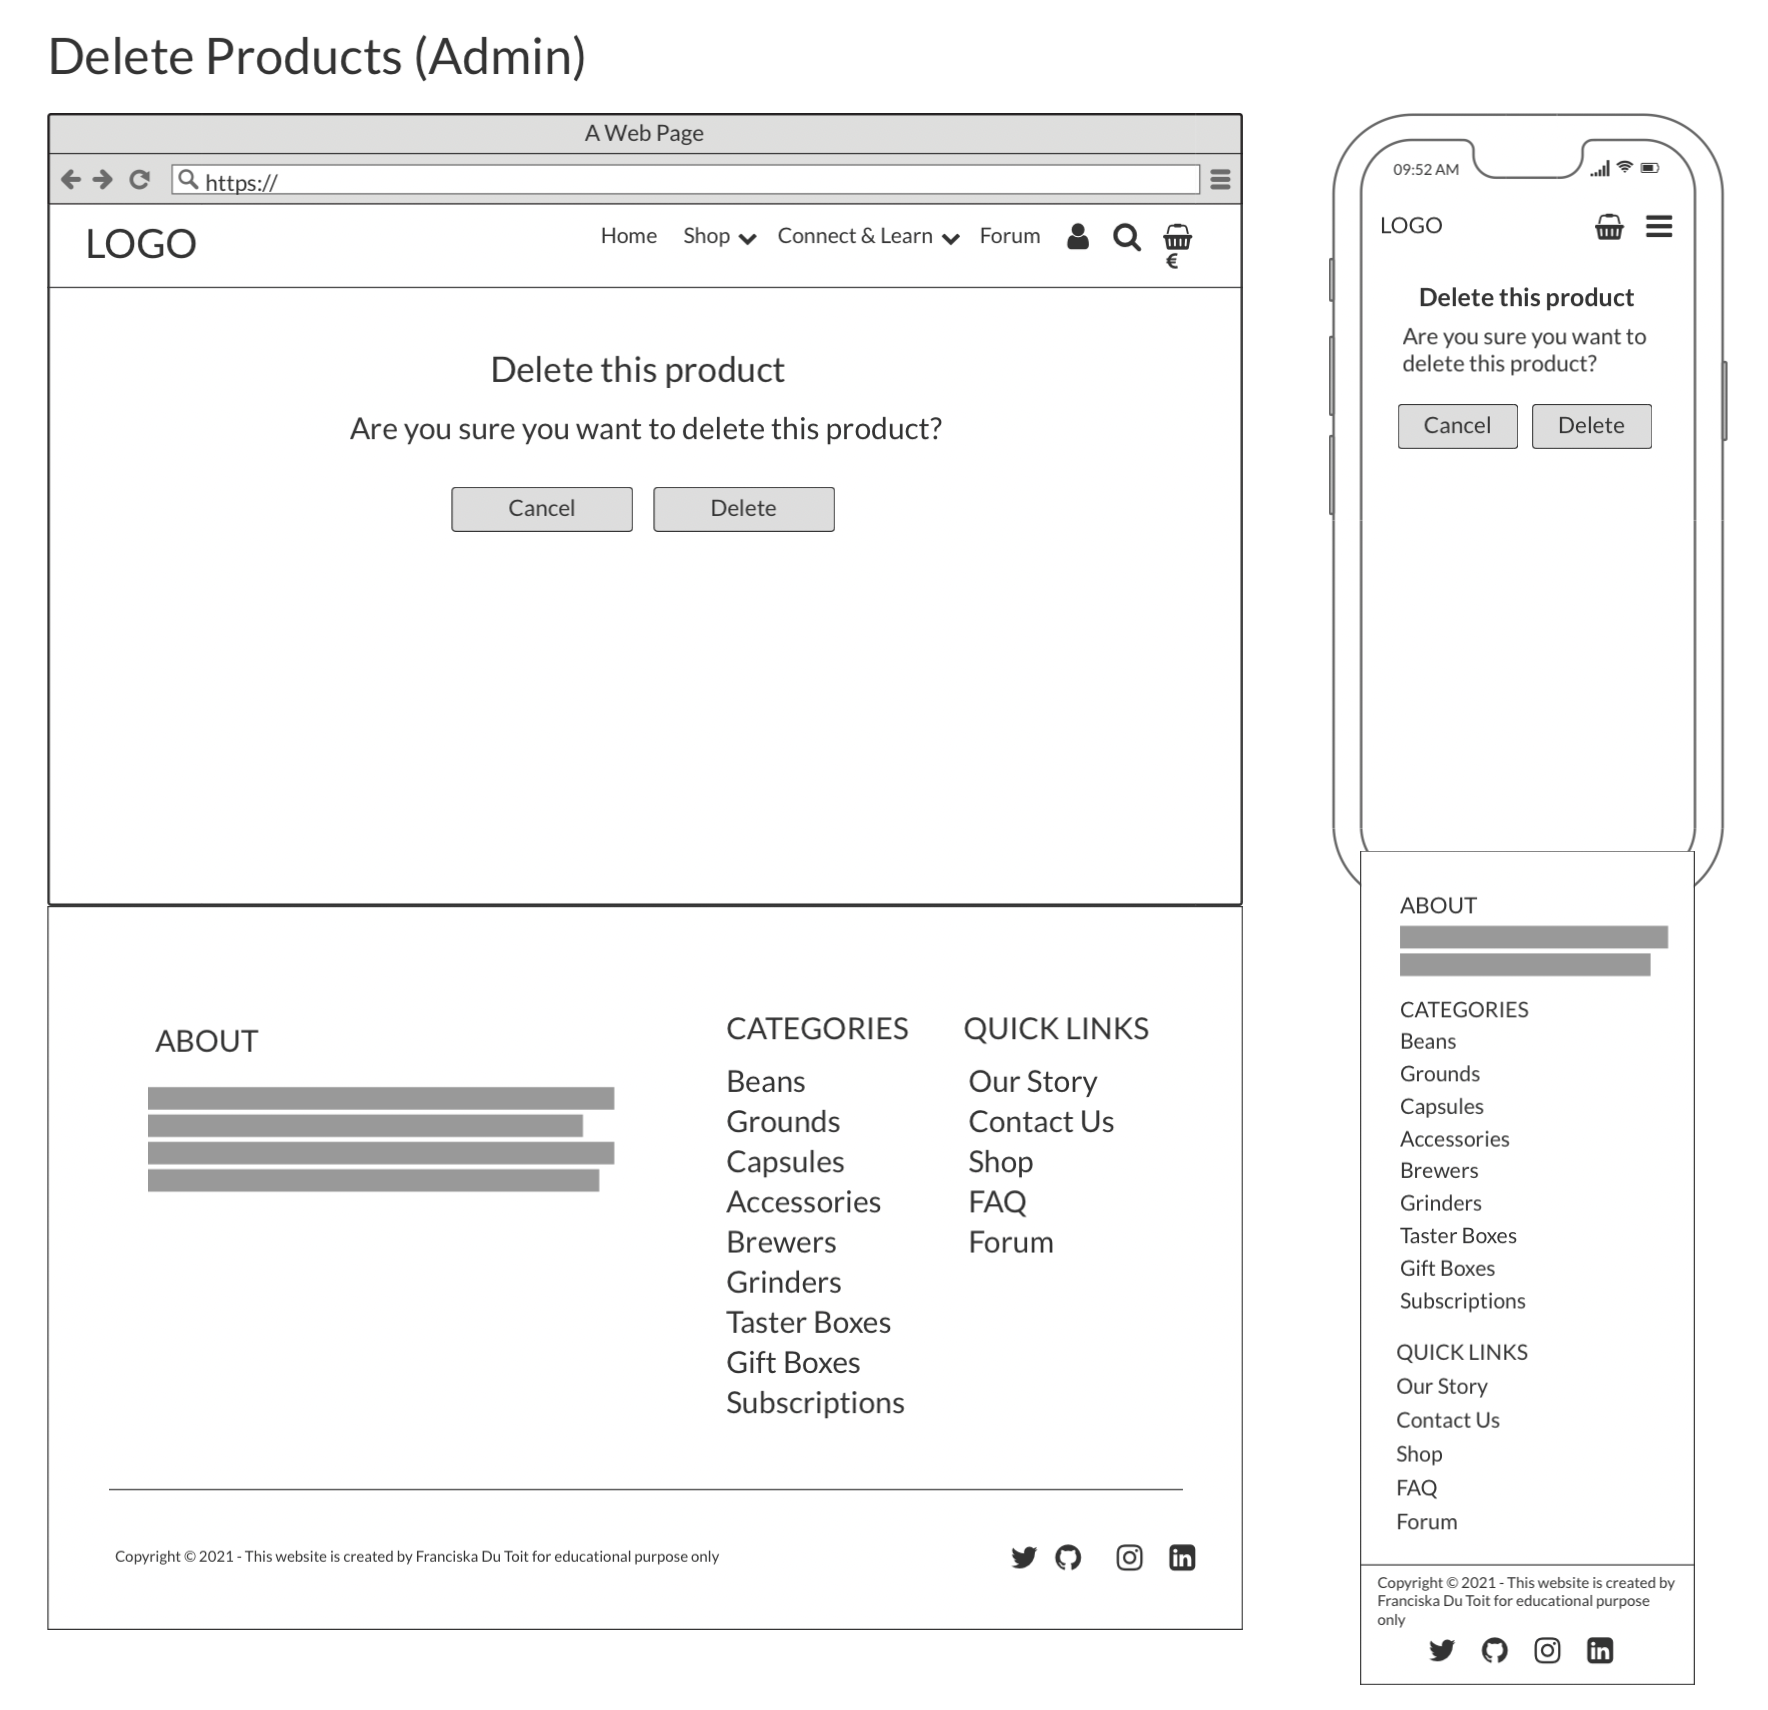 Delete Products (Admin)
A Web Page
https://
LOGO
Home Shop Connect & Learn Forum
€
Delete this product
Are you sure you want to delete this product?
Cancel Delete
ABOUT
CATEGORIES
Beans
Grounds
Capsules
Accessories
Brewers
Grinders
Taster Boxes
Gift Boxes
Subscriptions
QUICK LINKS
Our Story
Contact Us
Shop
FAQ
Forum
Copyright © 2021 - This website is created by Franciska Du Toit for educational purpose only
in
09:52 AM
LOGO
Delete this product
Are you sure you want to
delete this product?
Cancel Delete
ABOUT
CATEGORIES
Beans
Grounds
Capsules
Accessories
Brewers
Grinders
Taster Boxes
Gift Boxes
Subscriptions
QUICK LINKS
Our Story
Contact Us
Shop
FAQ
Forum
Copyright © 2021 - This website is created by
Franciska Du Toit for educational purpose
only
in